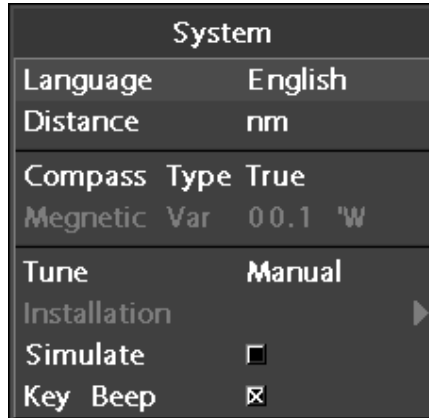 System
Language English
Distance nm
Compass Type True
Megnetic Var 00.1 'W
Tune Manual
Installation
Simulate
Key Beep